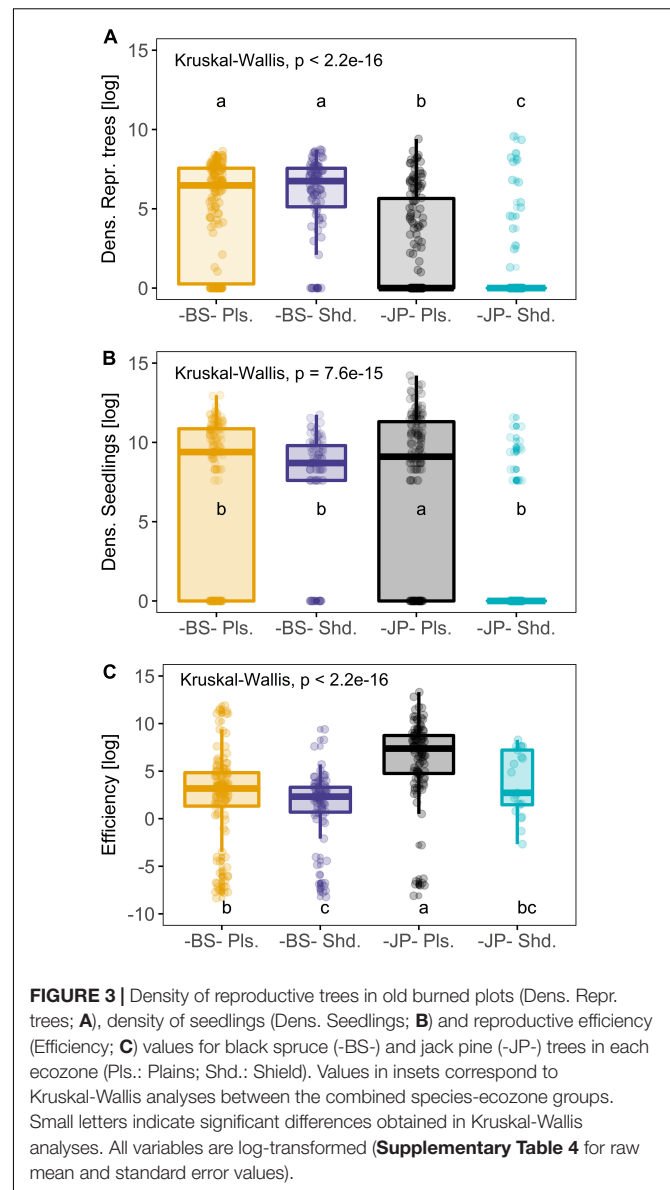 A
Kruskal-Wallis, p < 2.2e-16
a a b c
Dens. Repr. trees [log]
15
10
5
0
-BS- Pls. -BS- Shd. -JP- Pls. -JP- Shd.
B
Kruskal-Wallis, p = 7.6e-15
b b a b
Dens. Seedlings [log]
15
10
5
0
-BS- Pls. -BS- Shd. -JP- Pls. -JP- Shd.
C
Kruskal-Wallis, p < 2.2e-16
Efficiency [log]
15
10
5
0
-5
-10
b c a bc
-BS- Pls. -BS- Shd. -JP- Pls. -JP- Shd.
FIGURE 3 | Density of reproductive trees in old burned plots (Dens. Repr.
trees; A), density of seedlings (Dens. Seedlings; B) and reproductive efficiency
(Efficiency; C) values for black spruce (-BS-) and jack pine (-JP-) trees in each
ecozone (Pls.: Plains; Shd.: Shield). Values in insets correspond to
Kruskal-Wallis analyses between the combined species-ecozone groups.
Small letters indicate significant differences obtained in Kruskal-Wallis
analyses. All variables are log-transformed (Supplementary Table 4 for raw
mean and standard error values).